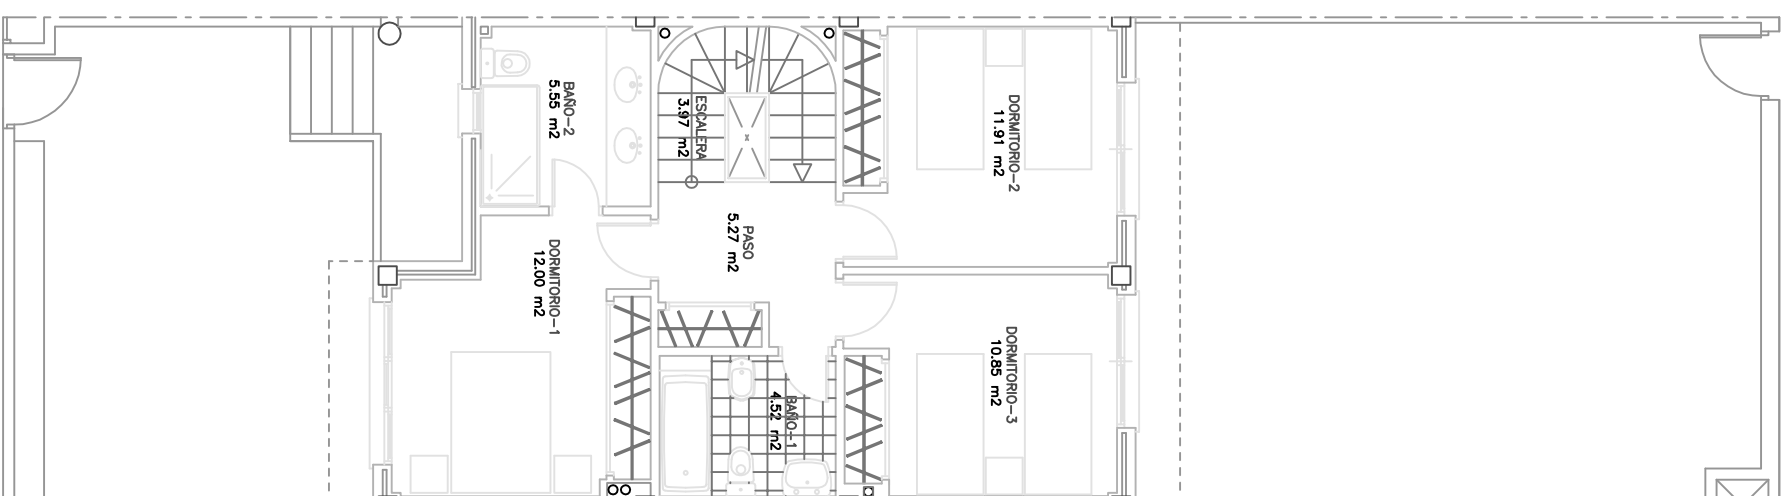 BAÑO-2
5.55 m2
ESCALERA
3.97 m2
DORMITORIO-2
11.91 m2
PASO
5.27 m2
DORMITORIO-1
12.00 m2
DORMITORIO-3
10.85 m2
BAÑO-1
4.52 m2